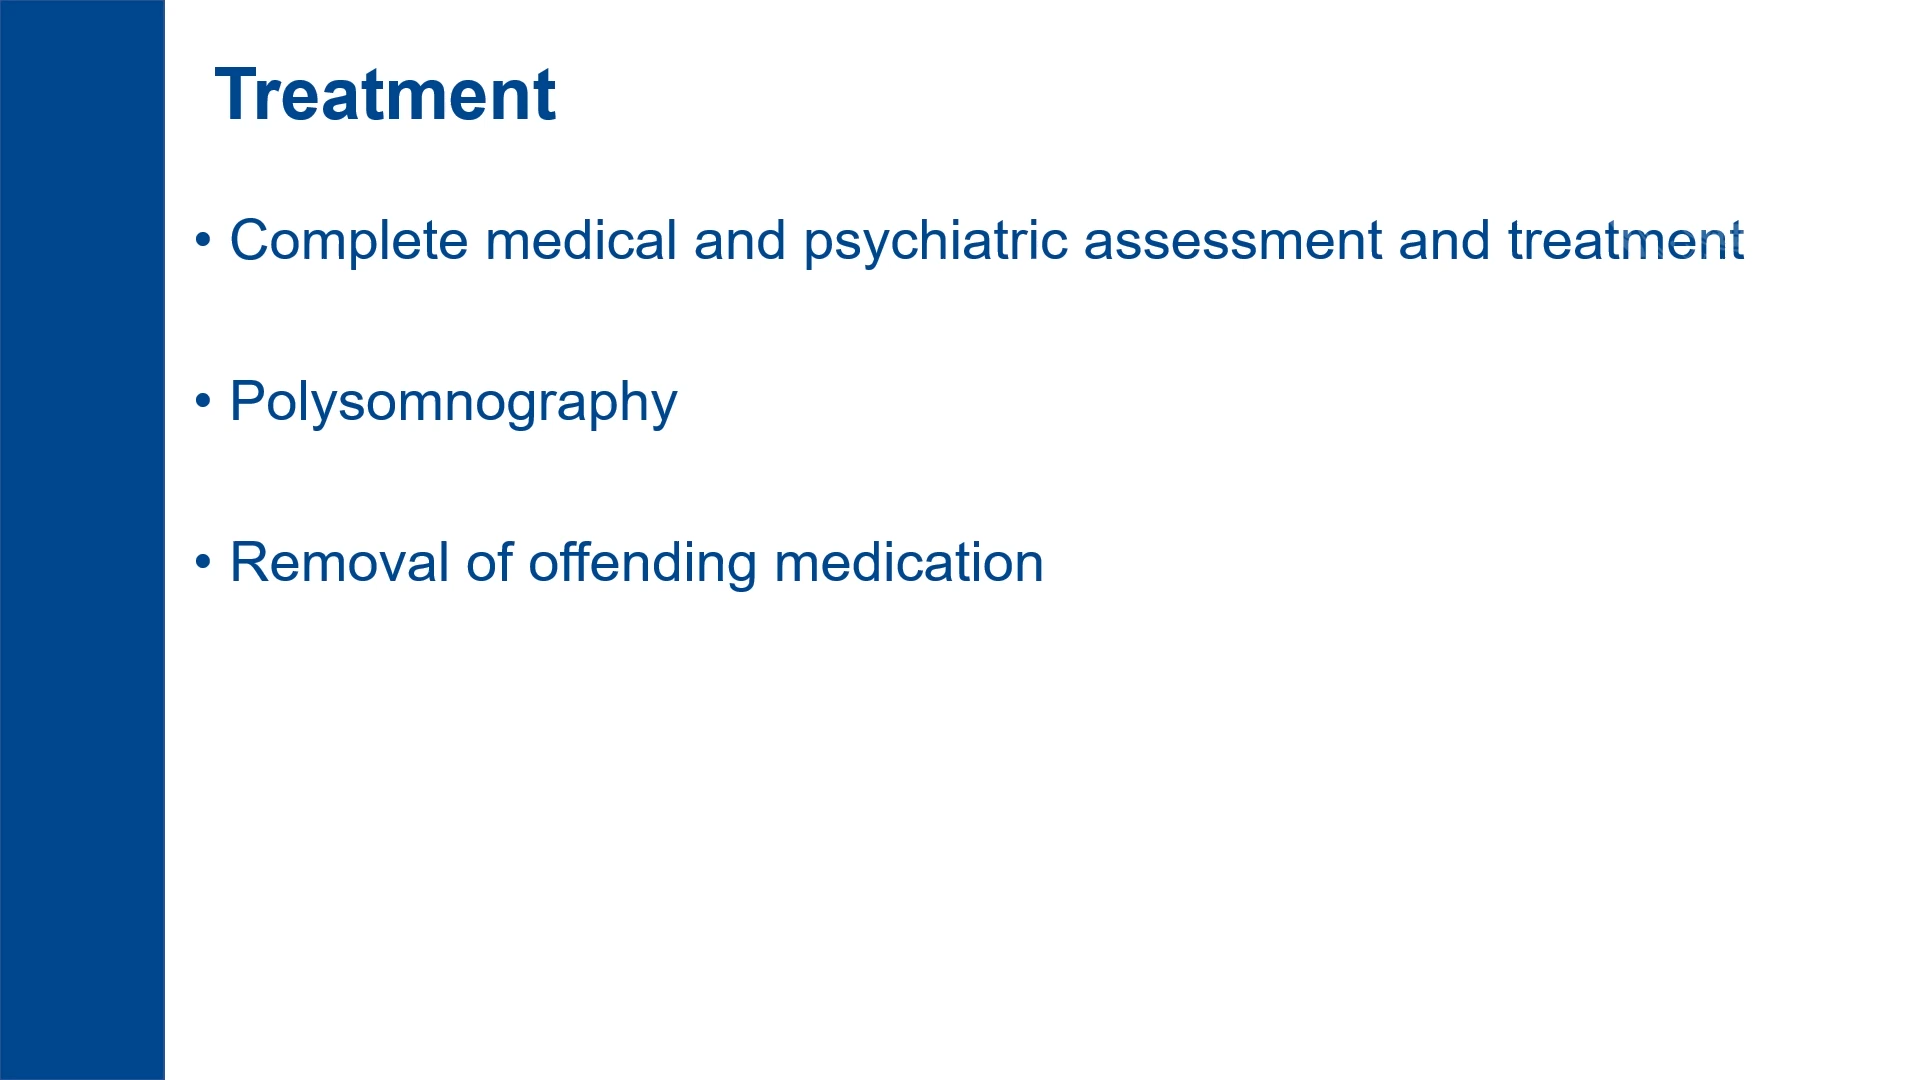 Treatment
• Complete medical and psychiatric assessment and treatment
• Polysomnography
• Removal of offending medication